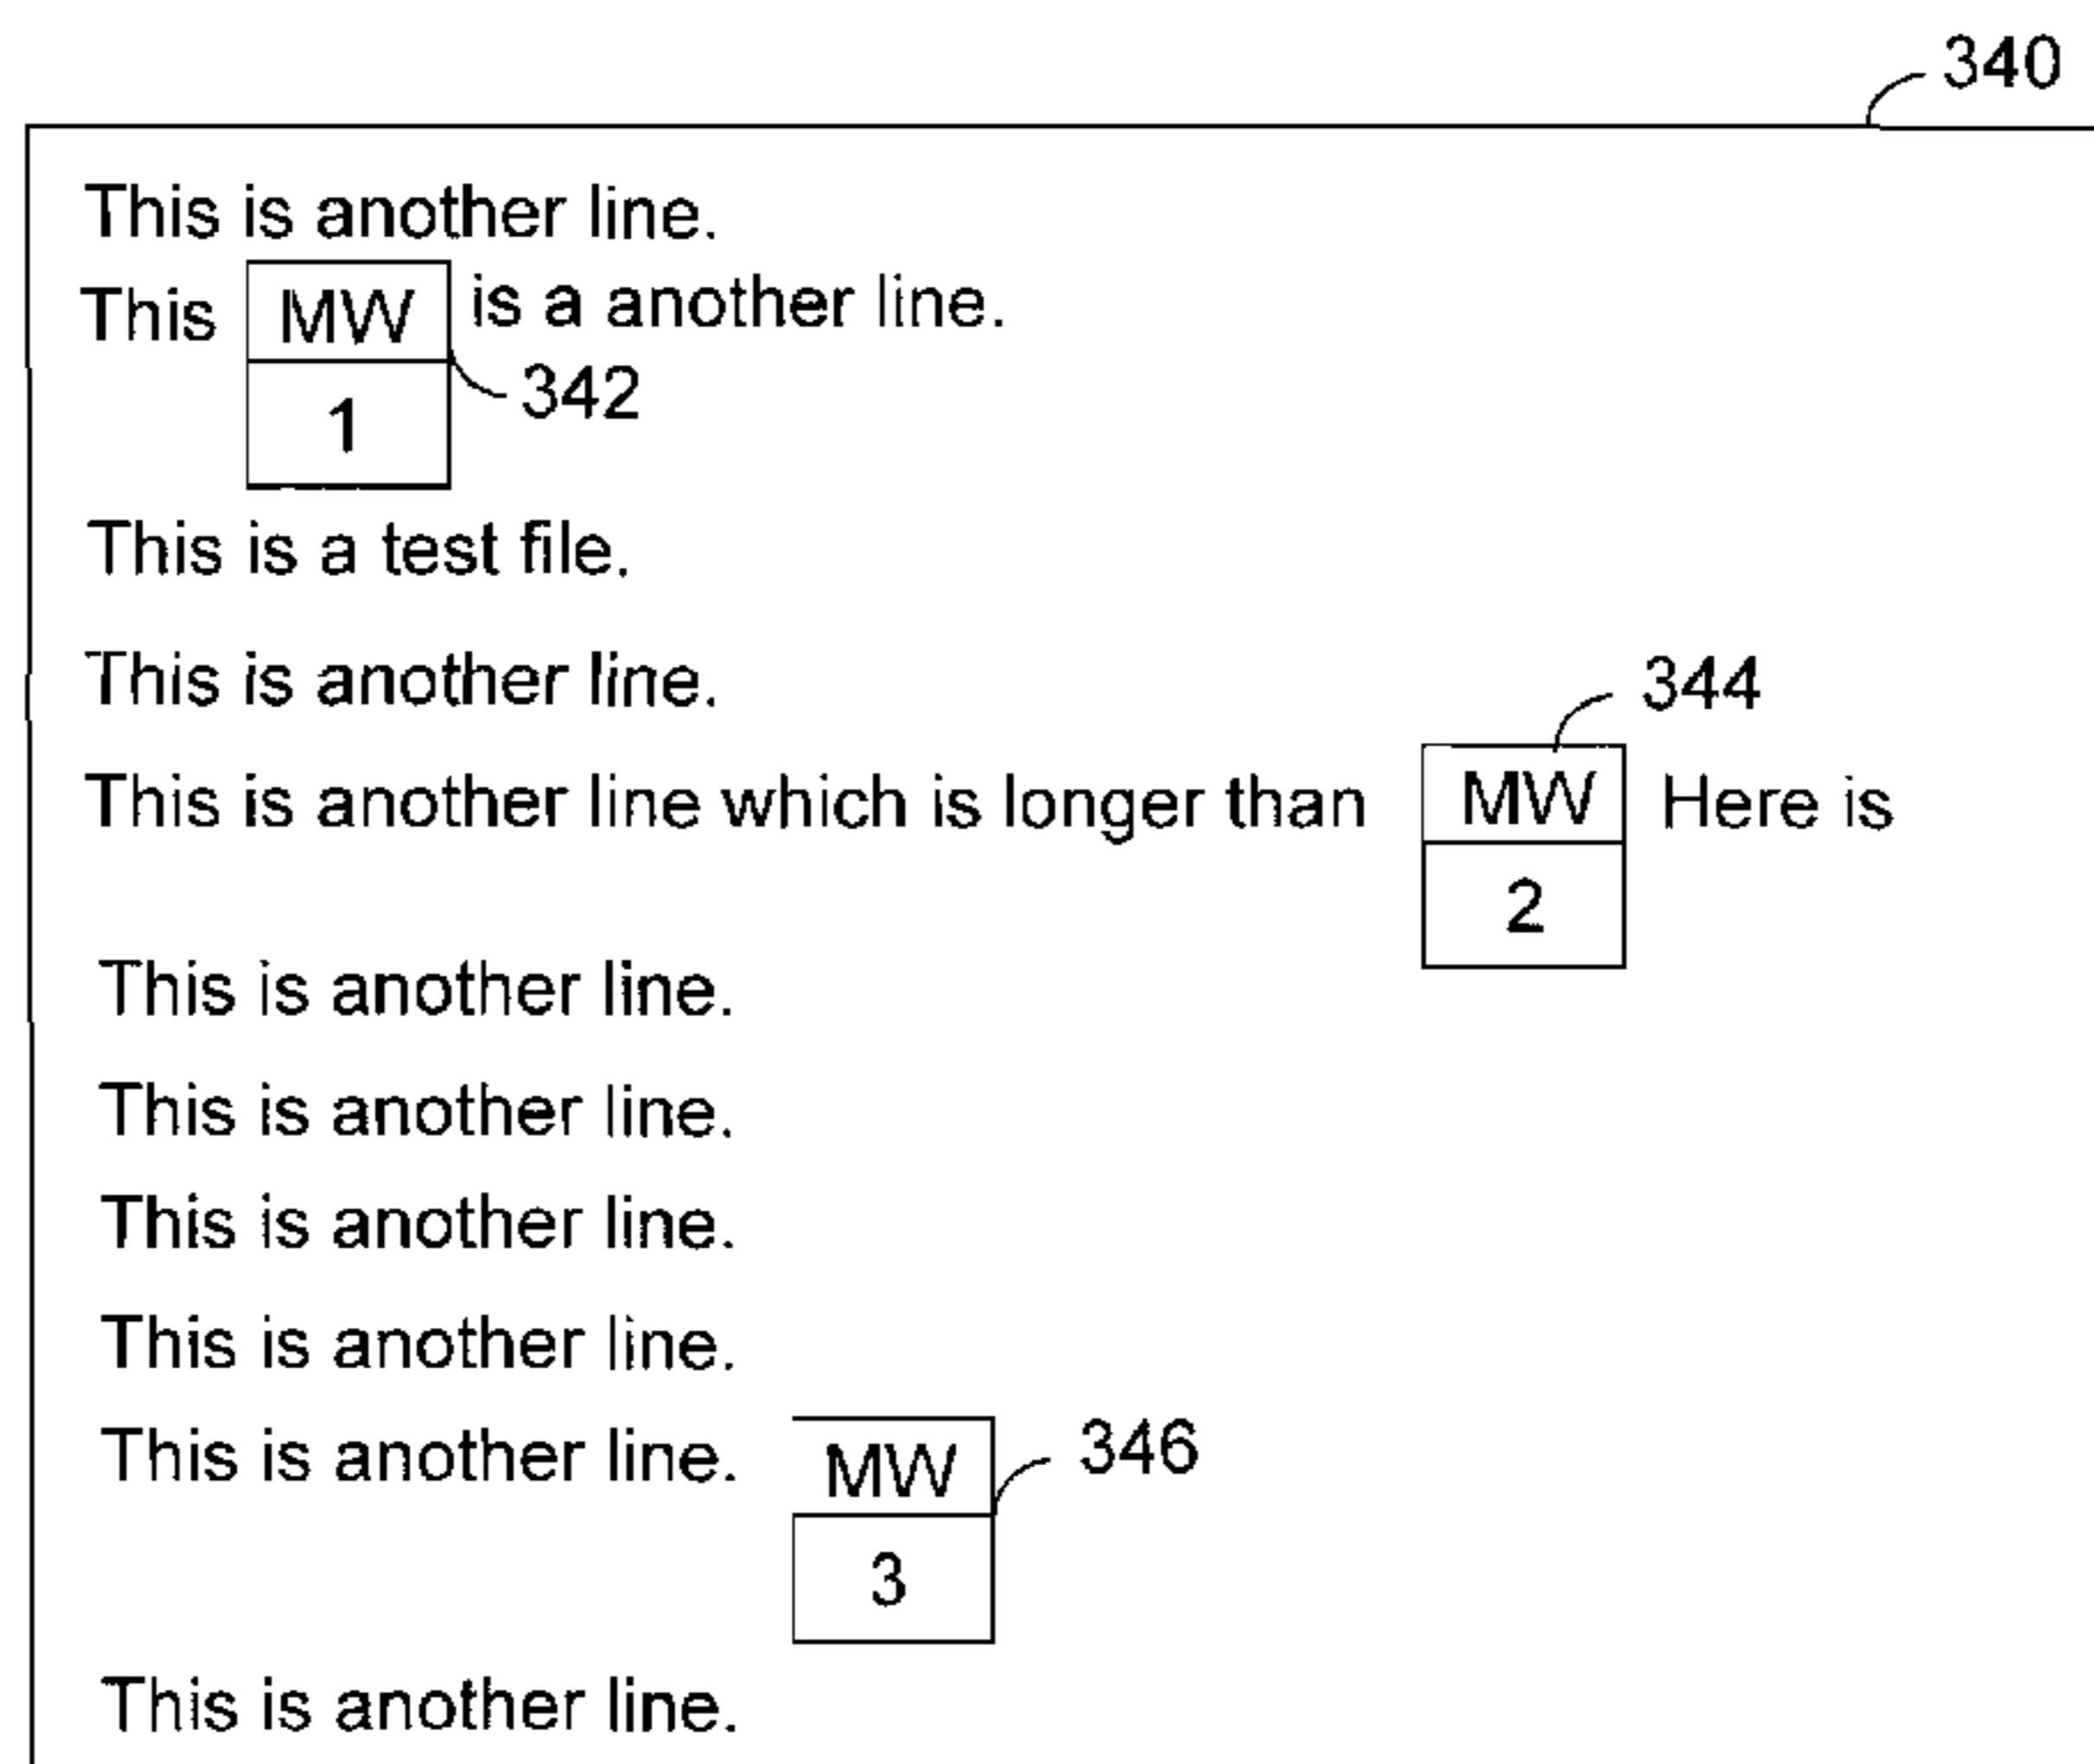 340
This is another line.
This MW is a another line.
342
1
This is a test file.
This is another line.
344
This is another line which is longer than MW Here is
2
This is another line.
This is another line.
This is another line.
This is another line.
This is another line. MW 346
3
This is another line.